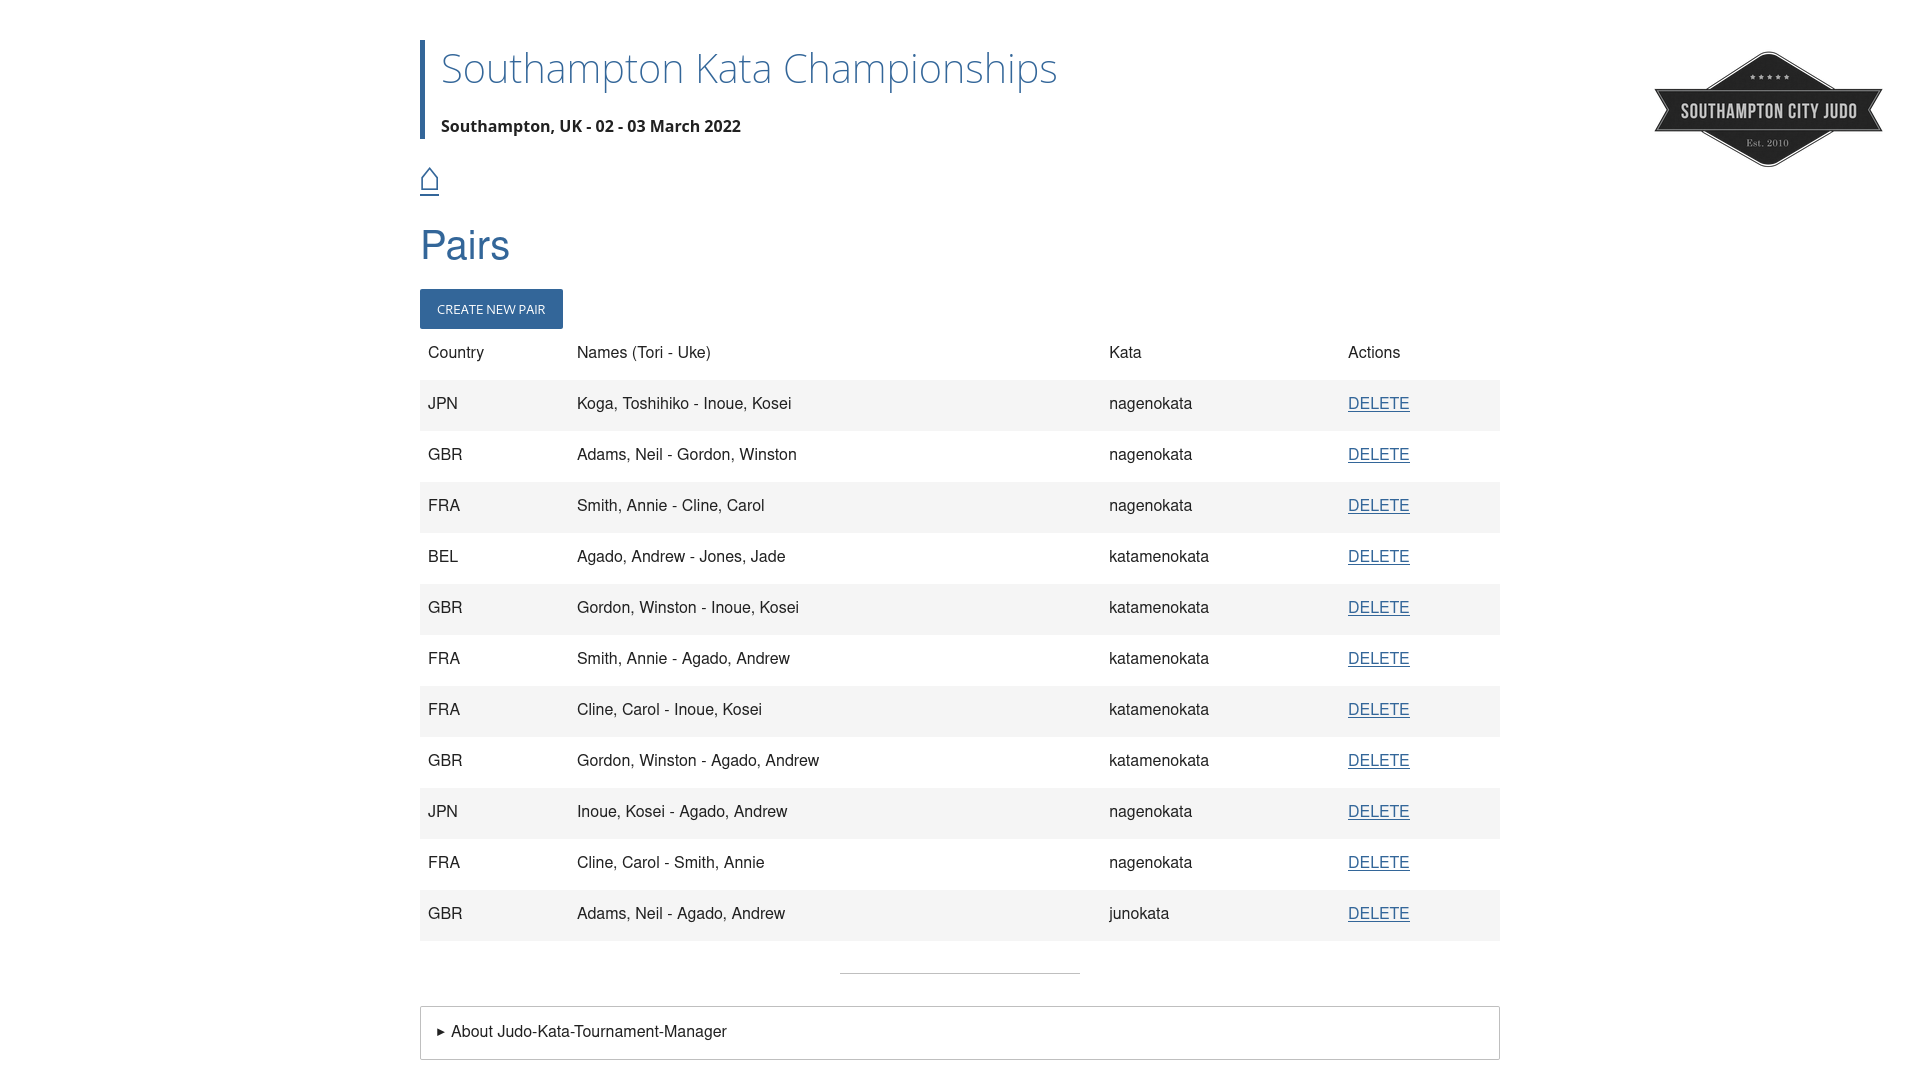 Southampton Kata Championships
SOUTHAMPTON CITY JUDO
Est. 2010
Southampton, UK - 02 - 03 March 2022
Pairs
CREATE NEW PAIR
Country Names (Tori - Uke) Kata Actions
JPN Koga, Toshihiko - Inoue, Kosei nagenokata DELETE
GBR Adams, Neil - Gordon, Winston nagenokata DELETE
FRA Smith, Annie - Cline, Carol nagenokata DELETE
BEL Agado, Andrew - Jones, Jade katamenokata DELETE
GBR Gordon, Winston - Inoue, Kosei katamenokata DELETE
FRA Smith, Annie - Agado, Andrew katamenokata DELETE
FRA Cline, Carol - Inoue, Kosei katamenokata DELETE
GBR Gordon, Winston - Agado, Andrew katamenokata DELETE
JPN Inoue, Kosei - Agado, Andrew nagenokata DELETE
FRA Cline, Carol - Smith, Annie nagenokata DELETE
GBR Adams, Neil - Agado, Andrew junokata DELETE
About Judo-Kata-Tournament-Manager